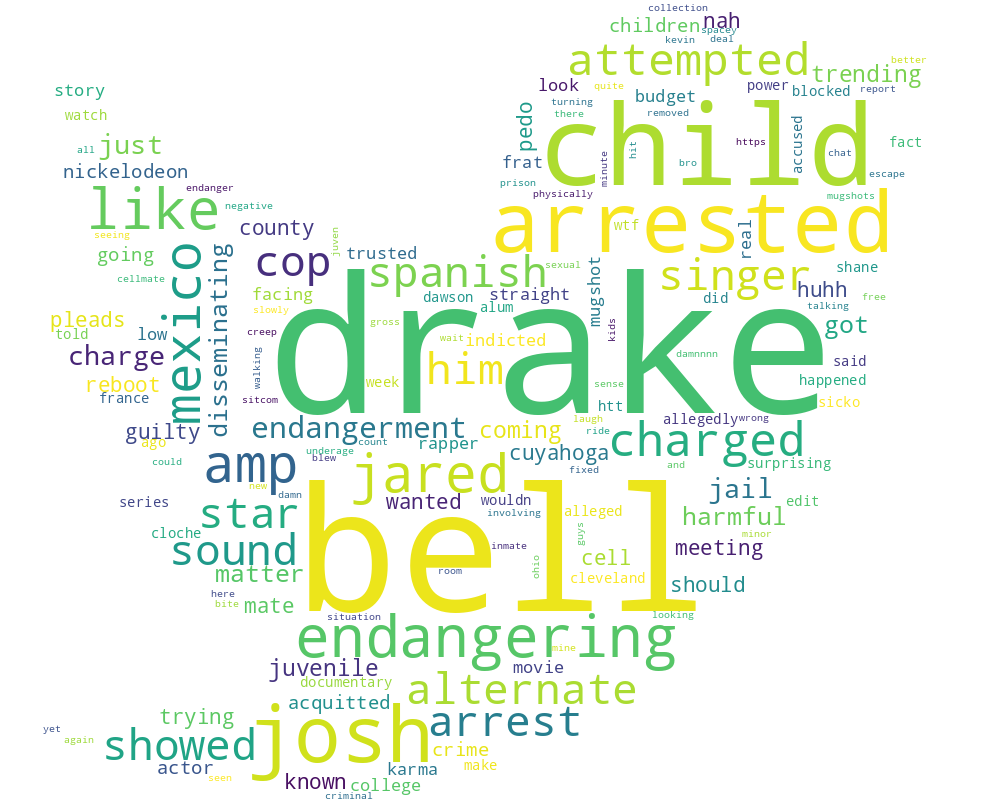 collection
children nah
spacey
kevin deal
attempted
better
trending
story
look
quite
budget
power
blocked
report
watch
pedo
turning
there
removed
child
just
all
hit
https
accused
fact
nickelodeon
frat
minute
bro
chat
escape
prison
endanger
like
physically
mugshots
negative
arrested
county
wtf
real
seeing
mexico
disseminating
juven
trusted
going
cop
spanish
sexual
singer
shane
cellmate
mugshot
facing
dawson
straight
did
huhh
free
slowly
alum
talking
pleads
drake
gross
kids
got
told
low
creep
wait
indicted
damnnnn
said
charge
walking
him
happened
reboot
week
sense
france
sitcom
htt
sicko
guilty
endangerment
coming
laugh
allegedly
wrong
ago
rapper
ride
charged
count
underage
cuyahoga
could
amp
blew
jared
fixed
and
surprising
damn
new
jail
series
star
wanted
wouldn
alleged
edit
involving
harmful
cloche
sound
guys
minor
bell
inmate
meeting
matter
room
ohio
cell
cleveland
should
here
bite
mate
situation
looking
endangering
mine
juvenile
movie
documentary
alternate
acquitted
trying
josh
arrest
yet
again
showed
crime
actor
karma
make
seen
known
college
criminal